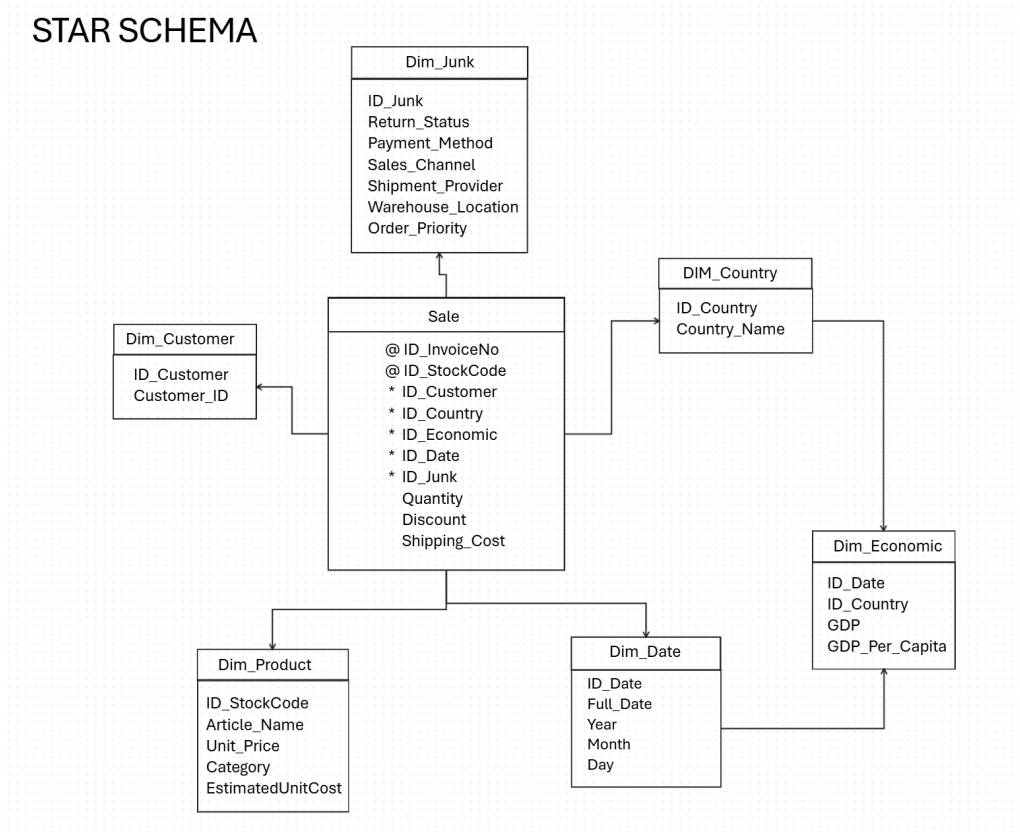 STAR SCHEMA
Dim_Junk
ID_Junk
Return_Status
Payment_Method
Sales_Channel
Shipment_Provider
Warehouse_Location
Order_Priority
DIM_Country
ID_Country
Country_Name
Dim_Customer
ID_Customer
Customer_ID
Sale
@ ID_InvoiceNo
@ ID_StockCode
* ID_Customer
* ID_Country
* ID_Economic
* ID_Date
* ID_Junk
Quantity
Discount
Shipping_Cost
Dim_Economic
ID_Date
ID_Country
GDP
GDP_Per_Capita
Dim_Product
ID_StockCode
Article_Name
Unit_Price
Category
EstimatedUnitCost
Dim_Date
ID_Date
Full_Date
Year
Month
Day